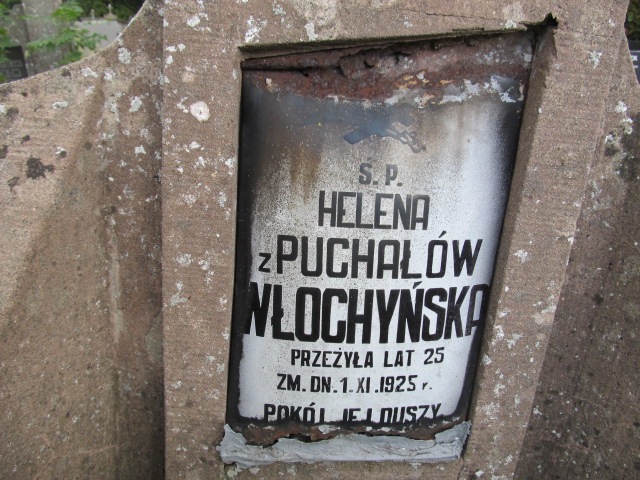 Ś. P.
HELENA
z PUCHAŁÓW
WŁOCHYŃSKA
PRZEŻYŁA LAT 25
ZM. DN. 1. XI. 1925 r.
POKÓJ JEJ DUSZY.